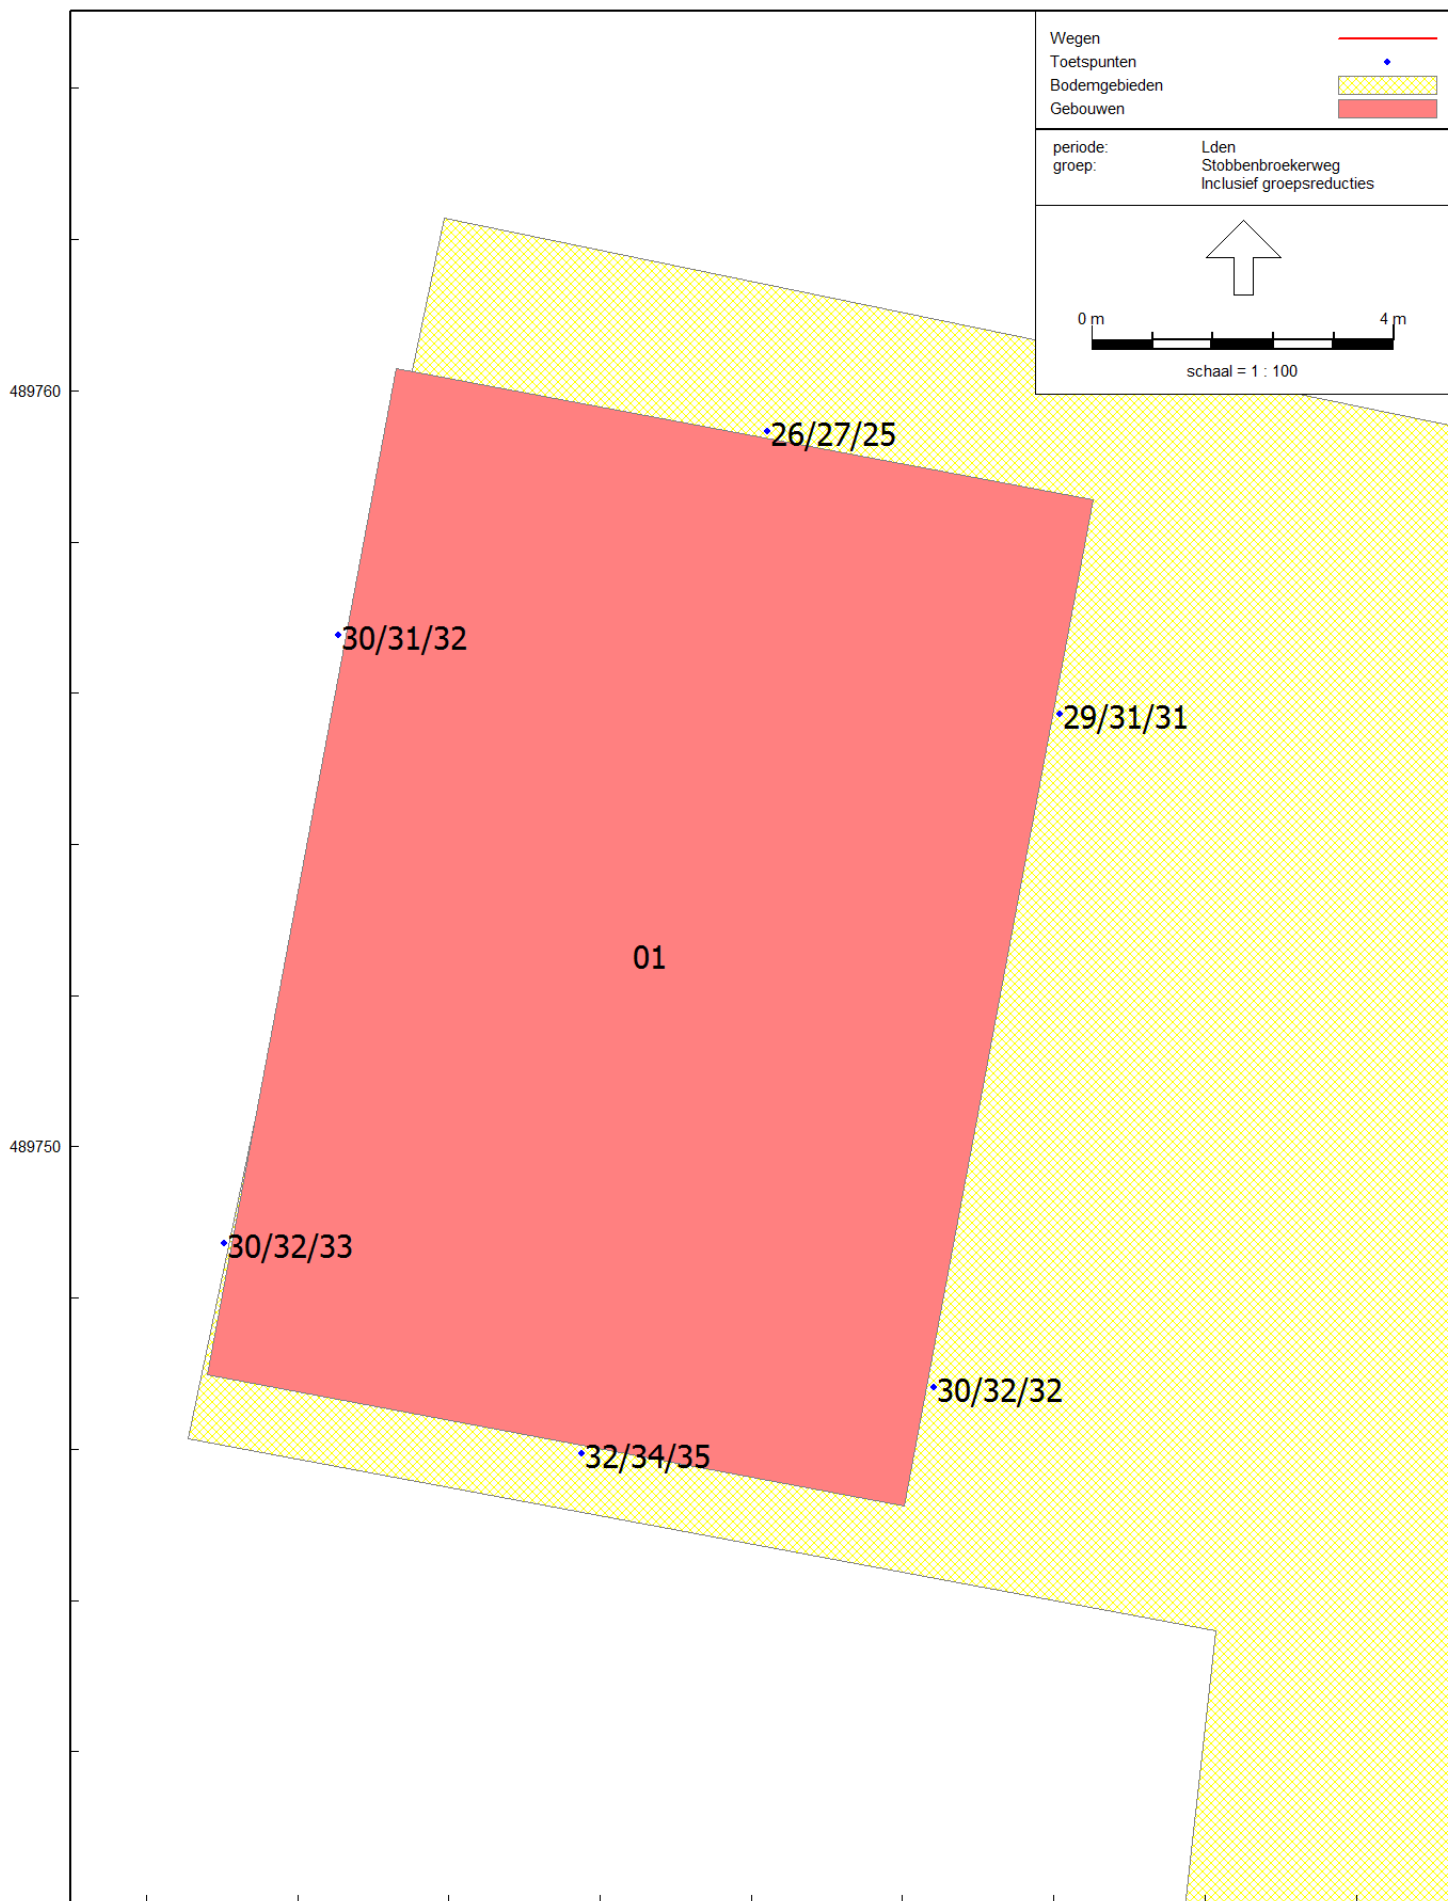 Wegen
Toetspunten
Bodemgebieden
Gebouwen
periode: Lden
groep: Stobbenbroekerweg
Inclusief groepsreducties
0 m 4 m
schaal = 1 : 100
489760
26/27/25
30/31/32
29/31/31
01
489750
30/32/33
30/32/32
32/34/35